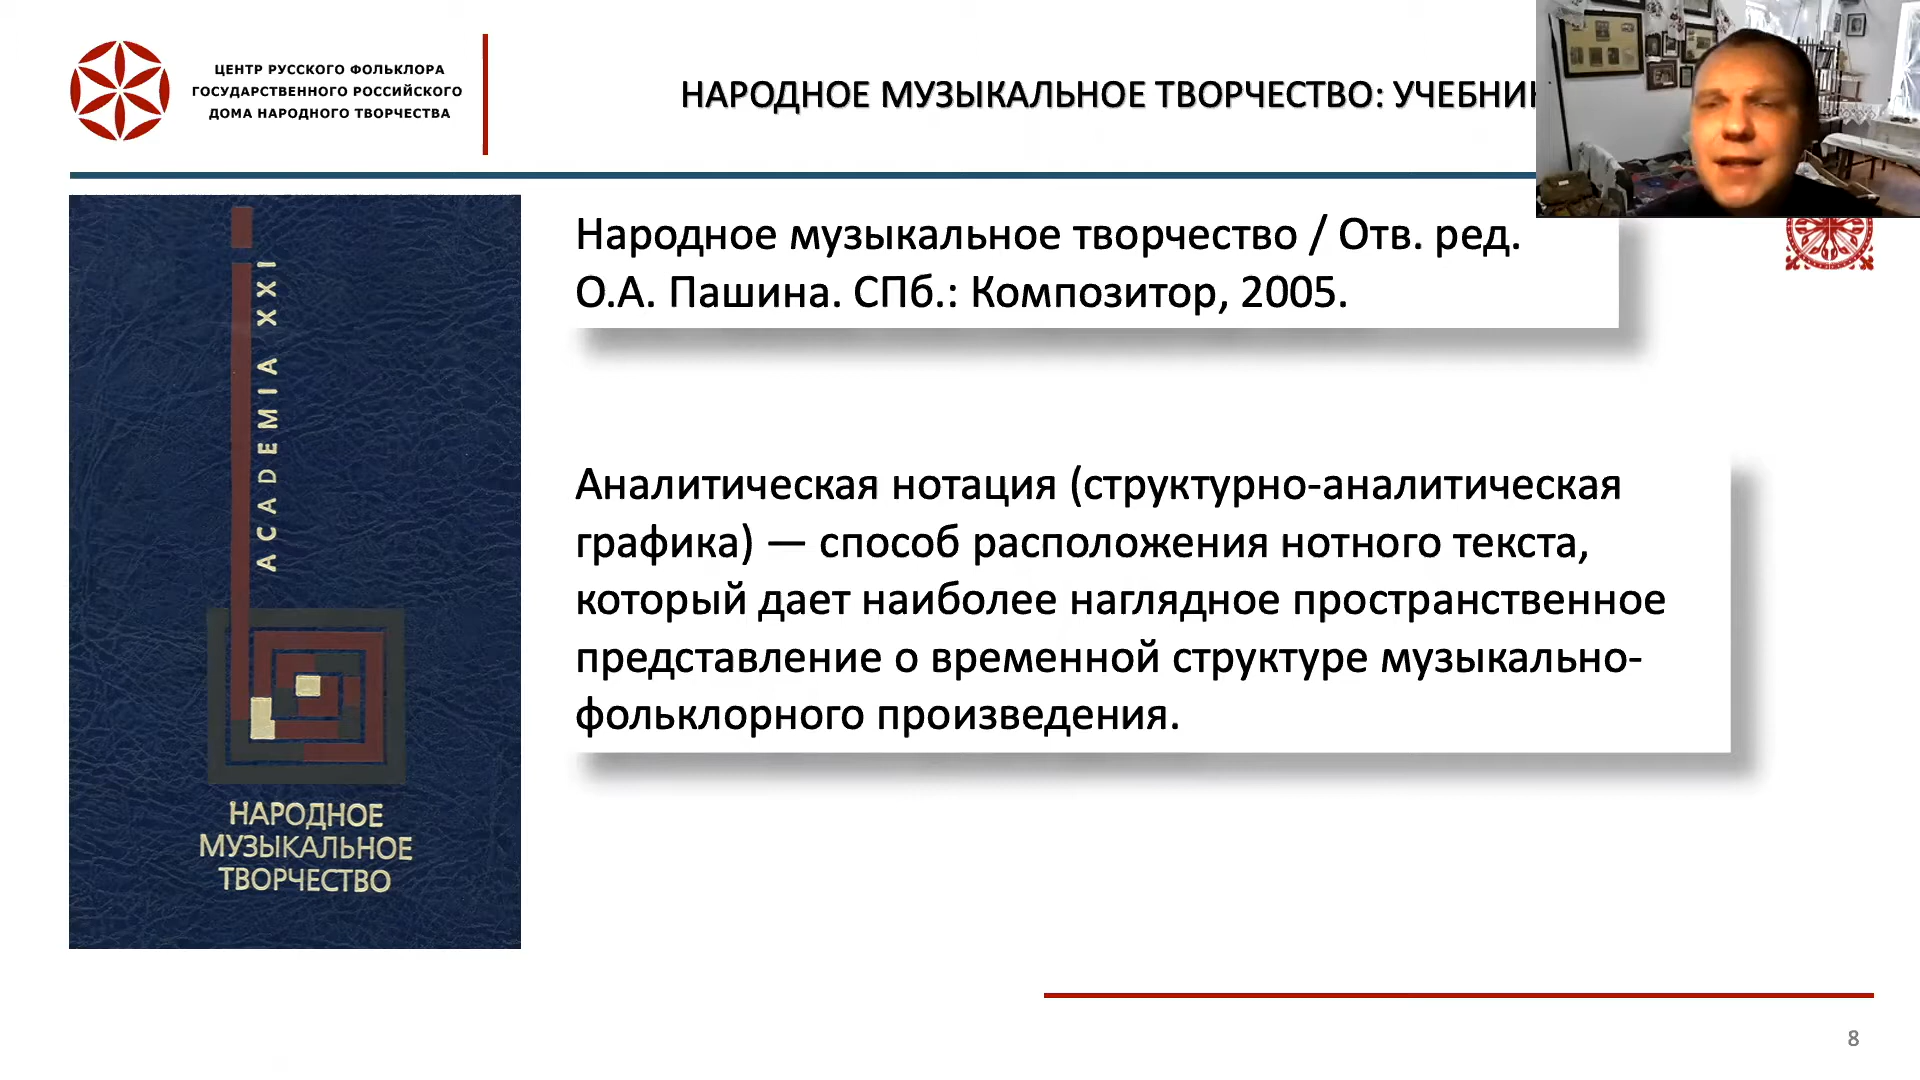 ЦЕНТР РУССКОГО ФОЛЬКЛОРА
ГОСУДАРСТВЕННОГО РОССИЙСКОГО
ДОМА НАРОДНОГО ТВОРЧЕСТВА
НАРОДНОЕ МУЗЫКАЛЬНОЕ ТВОРЧЕСТВО: УЧЕБНИК
Народное музыкальное творчество / Отв. ред.
О.А. Пашина. СПб.: Композитор, 2005.
Аналитическая нотация (структурно-аналитическая
графика) — способ расположения нотного текста,
который дает наиболее наглядное пространственное
представление о временной структуре музыкально-
фольклорного произведения.
ACADEMIA XXI
НАРОДНОЕ
МУЗЫКАЛЬНОЕ
ТВОРЧЕСТВО
8